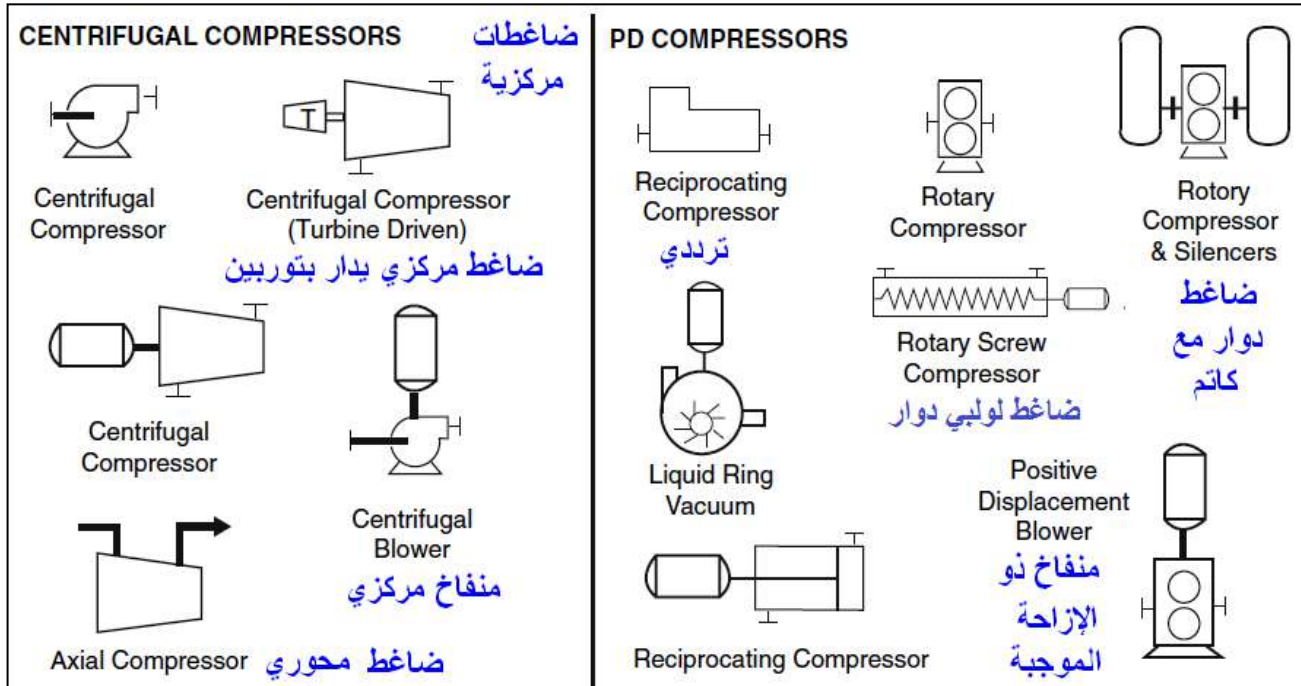 CENTRIFUGAL COMPRESSORS
ضاغطات
مركزية
T
Centrifugal
Compressor
Centrifugal Compressor
(Turbine Driven)
ضاغط مركزي يدار بتوربين
Centrifugal
Compressor
Centrifugal
Blower
منفاخ مركزي
Axial Compressor
ضاغط محوري
PD COMPRESSORS
Reciprocating
Compressor
ترددي
Rotary
Compressor
Rotory
Compressor
& Silencers
ضاغط
دوار مع
كاتم
Rotary Screw
Compressor
ضاغط لولبي دوار
Liquid Ring
Vacuum
Positive
Displacement
Blower
منفاخ ذو
الإزاحة
الموجبة
Reciprocating Compressor